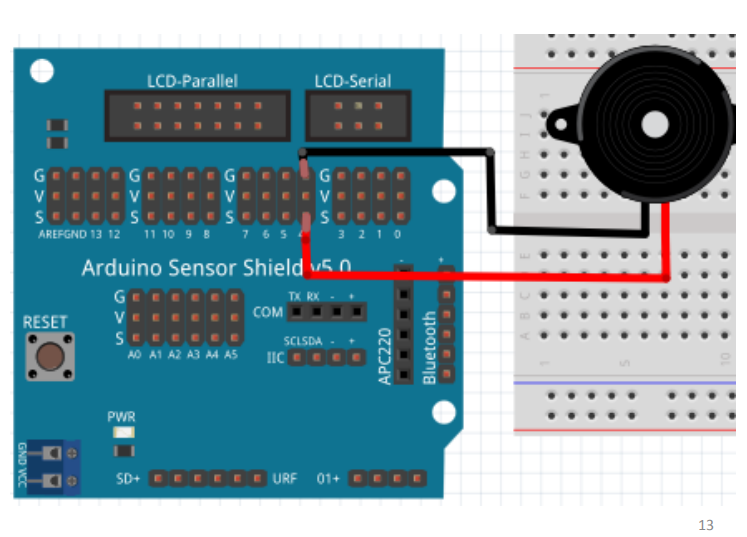 LCD-Parallel LCD-Serial
G G G G
V V V V
S S S S
AREFGND 13 12 11 10 9 8 7 6 5 4 3 2 1 0
Arduino Sensor Shield v5.0
G
V
S
A0 A1 A2 A3 A4 A5
TX RX - +
COM
SCLSDA - +
IIC
- +
APC220
Bluetooth
RESET
PWR
GND VCC
SD+ URF 01+
1 J I H G F
E D C B A
1 5 10
13